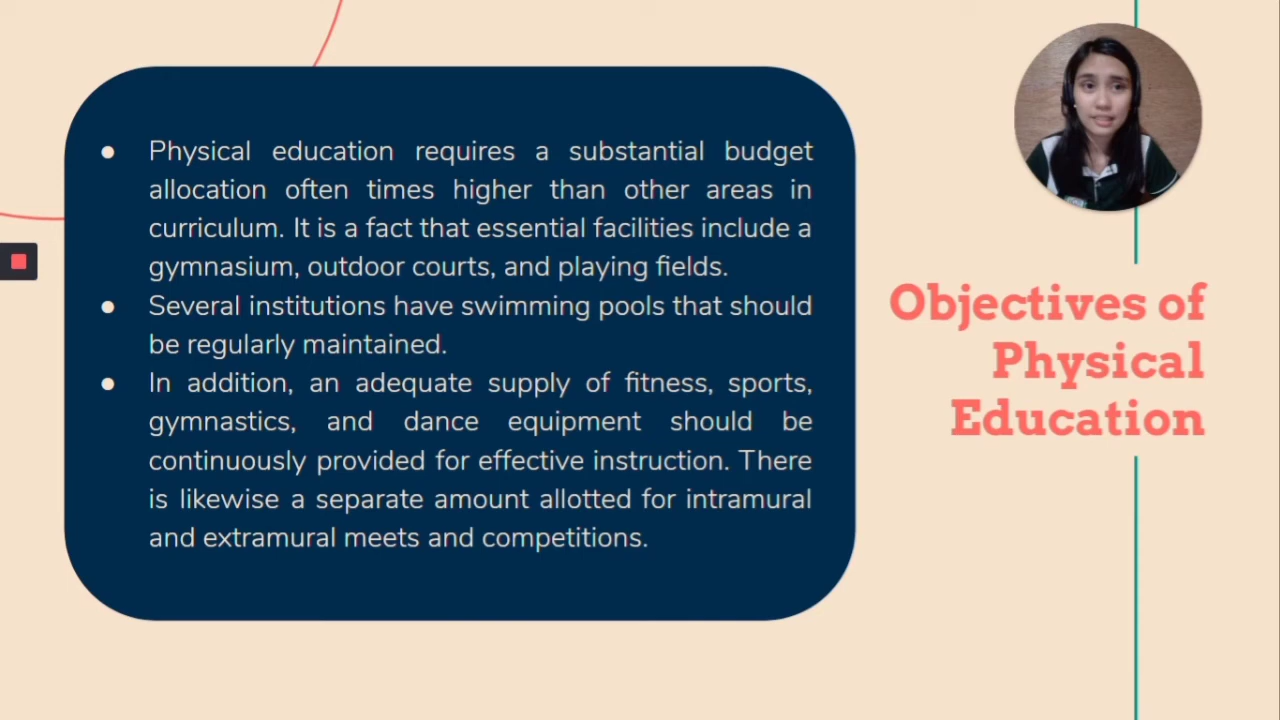 Physical education requires a substantial budget
allocation often times higher than other areas in
curriculum. It is a fact that essential facilities include a
gymnasium, outdoor courts, and playing fields.
Several institutions have swimming pools that should
be regularly maintained.
In addition, an adequate supply of fitness, sports,
gymnastics, and dance equipment should be
continuously provided for effective instruction. There
is likewise a separate amount allotted for intramural
and extramural meets and competitions.
Objectives of
Physical
Education